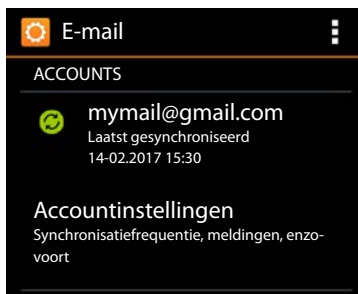 E-mail
ACCOUNTS
mymail@gmail.com
Laatst gesynchroniseerd
14-02.2017 15:30
Accountinstellingen
Synchronisatiefrequentie, meldingen, enzo-
voort